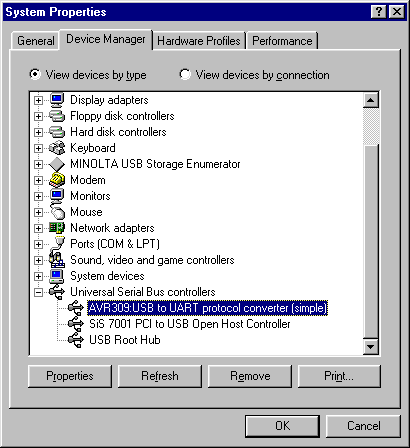 System Properties
General Device Manager Hardware Profiles Performance
View devices by type View devices by connection
Display adapters
Floppy disk controllers
Hard disk controllers
Keyboard
MINOLTA USB Storage Enumerator
Modem
Monitors
Mouse
Network adapters
Ports (COM & LPT)
Sound, video and game controllers
System devices
Universal Serial Bus controllers
AVR309:USB to UART protocol converter (simple)
SiS 7001 PCI to USB Open Host Controller
USB Root Hub
Properties Refresh Remove Print...
OK Cancel